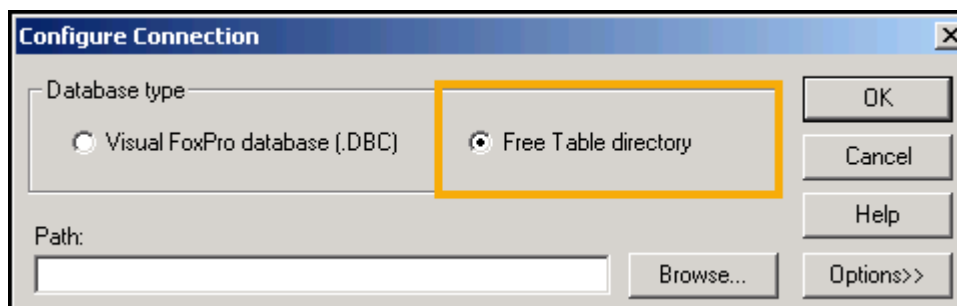 Configure Connection
Database type
Visual FoxPro database (.DBC)
Free Table directory
OK
Cancel
Help
Path:
Browse...
Options>>